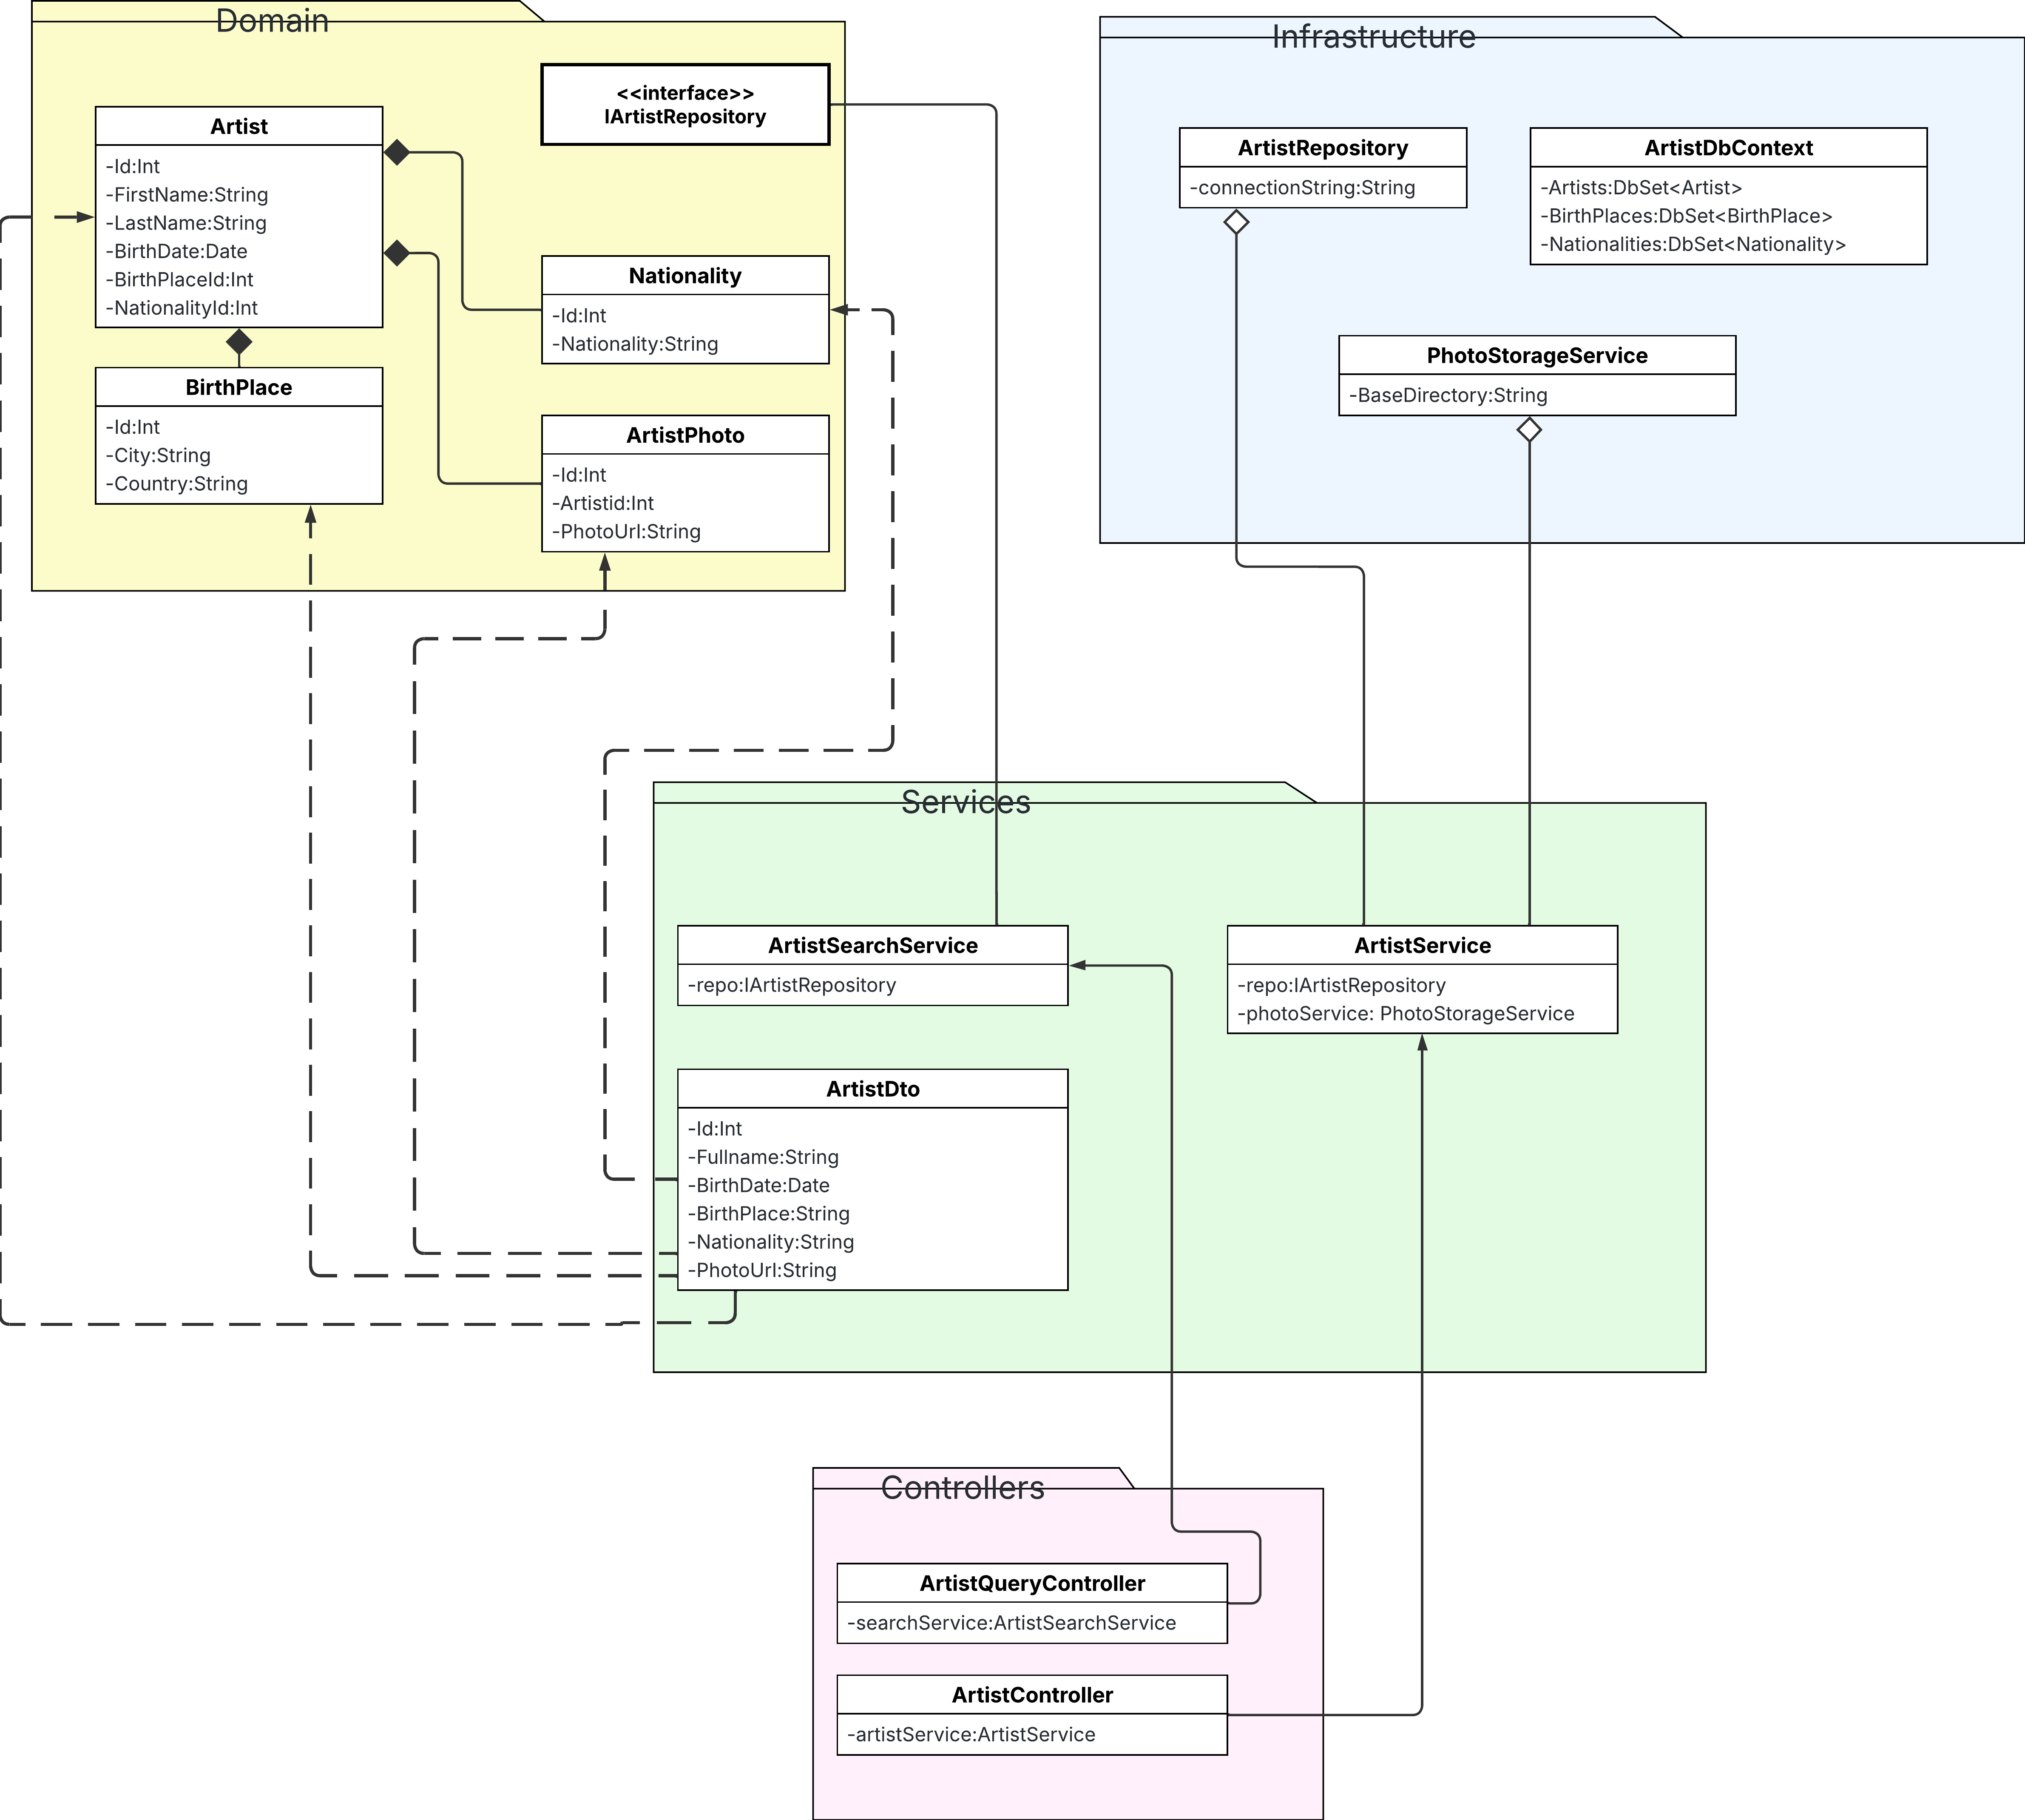 Domain
<<interface>>
IArtistRepository
Artist
-Id:Int
-FirstName:String
-LastName:String
-BirthDate:Date
-BirthPlaceId:Int
-NationalityId:Int
Nationality
-Id:Int
-Nationality:String
BirthPlace
-Id:Int
-City:String
-Country:String
ArtistPhoto
-Id:Int
-Artistid:Int
-PhotoUrl:String
Infrastructure
ArtistRepository
-connectionString:String
ArtistDbContext
-Artists:DbSet<Artist>
-BirthPlaces:DbSet<BirthPlace>
-Nationalities:DbSet<Nationality>
PhotoStorageService
-BaseDirectory:String
Services
ArtistSearchService
-repo:IArtistRepository
ArtistService
-repo:IArtistRepository
-photoService: PhotoStorageService
ArtistDto
-Id:Int
-Fullname:String
-BirthDate:Date
-BirthPlace:String
-Nationality:String
-PhotoUrl:String
Controllers
ArtistQueryController
-searchService:ArtistSearchService
ArtistController
-artistService:ArtistService